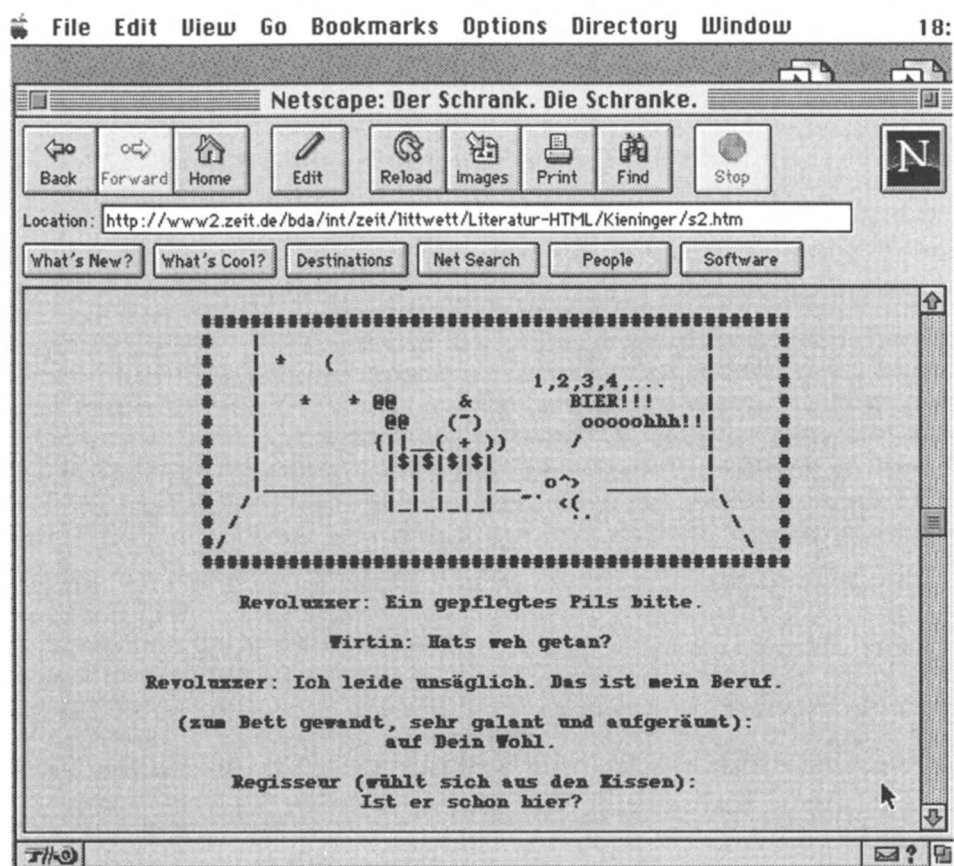 File Edit View Go Bookmarks Options Directory Window 18:
Netscape: Der Schrank. Die Schranke.
Back Forward Home Edit Reload Images Print Find Stop N
Location: http://www2.zeit.de/bda/int/zeit/littwett/Literatur-HTML/Kieninger/s2.htm
What's New? What's Cool? Destinations Net Search People Software
1,2,3,4,...
BIER!!!
ooooohhh!!
Revoluzzer: Ein gepflegtes Pils bitte.
Wirtin: Hats weh getan?
Revoluzzer: Ich leide unsäglich. Das ist mein Beruf.
(zum Bett gewandt, sehr galant und aufgeräumt):
auf Dein Wohl.
Regisseur (wühlt sich aus den Kissen):
Ist er schon hier?